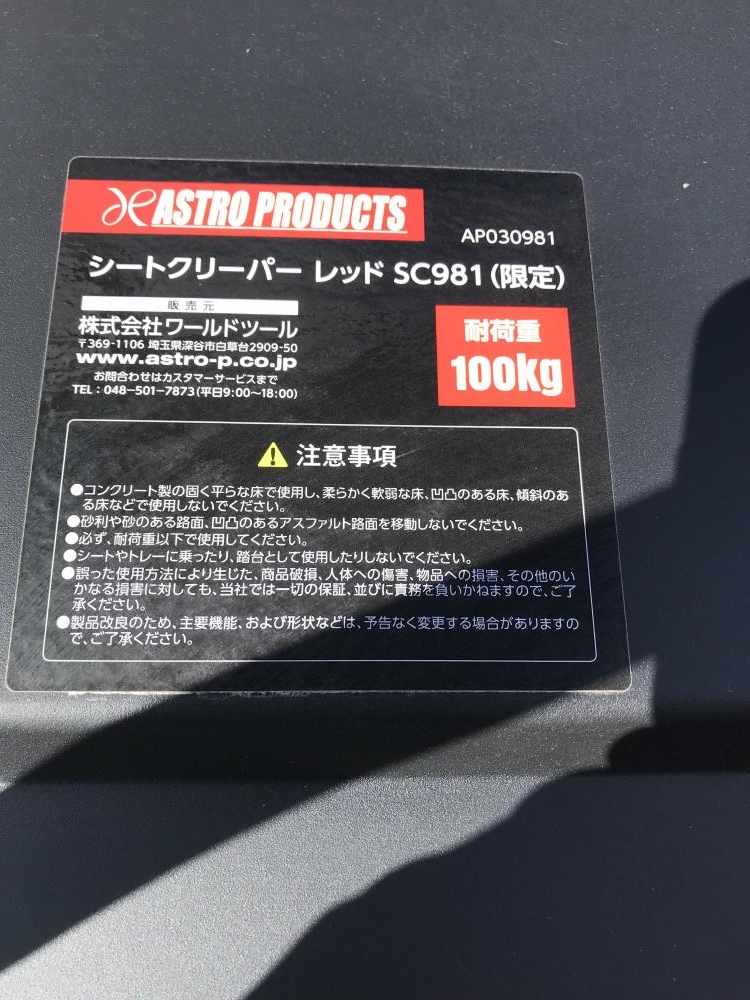 ASTRO PRODUCTS
AP030981
シートクリーパー レッド SC981(限定)
販売元
株式会社ワールドツール
〒369-1106 埼玉県深谷市白草台2909-50
www.astro-p.co.jp
お問合わせはカスタマーサービスまで
TEL:048-501-7873(平日9:00〜18:00)
耐荷重
100kg
注意事項
●コンクリート製の固く平らな床で使用し、柔らかく軟弱な床、凹凸のある床、傾斜のあ
る床などで使用しないでください。
●砂利や砂のある路面、凹凸のあるアスファルト路面を移動しないでください。
●必ず、耐荷重以下で使用してください。
●シートやトレーに乗ったり、踏台として使用したりしないでください。
●誤った使用方法により生じた、商品破損、人体への傷害、物品への損害、その他のい
かなる損害に対しても、当社では一切の保証、並びに責務を負いかねますので、ご了
承ください。
●製品改良のため、主要機能、および形状などは、予告なく変更する場合がありますの
で、ご了承ください。